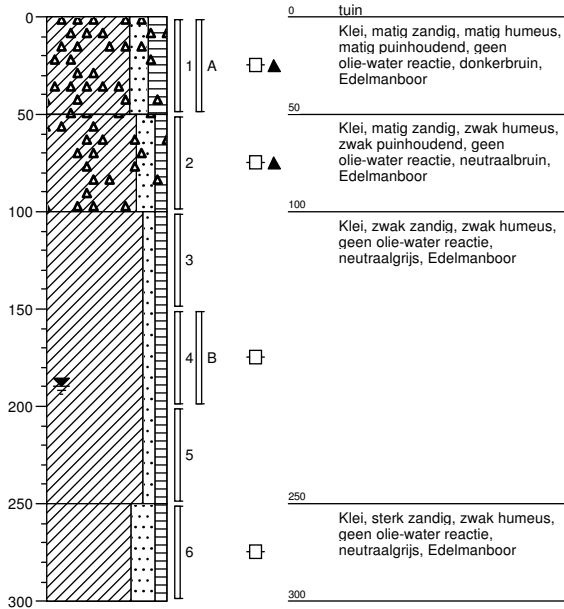 0
50
100
150
200
250
300
1 A
2
3
4 B
5
6
0 tuin
Klei, matig zandig, matig humeus,
matig puinhoudend, geen
olie-water reactie, donkerbruin,
Edelmanboor
50
Klei, matig zandig, zwak humeus,
zwak puinhoudend, geen
olie-water reactie, neutraalbruin,
Edelmanboor
100
Klei, zwak zandig, zwak humeus,
geen olie-water reactie,
neutraalgrijs, Edelmanboor
250
Klei, sterk zandig, zwak humeus,
geen olie-water reactie,
neutraalgrijs, Edelmanboor
300